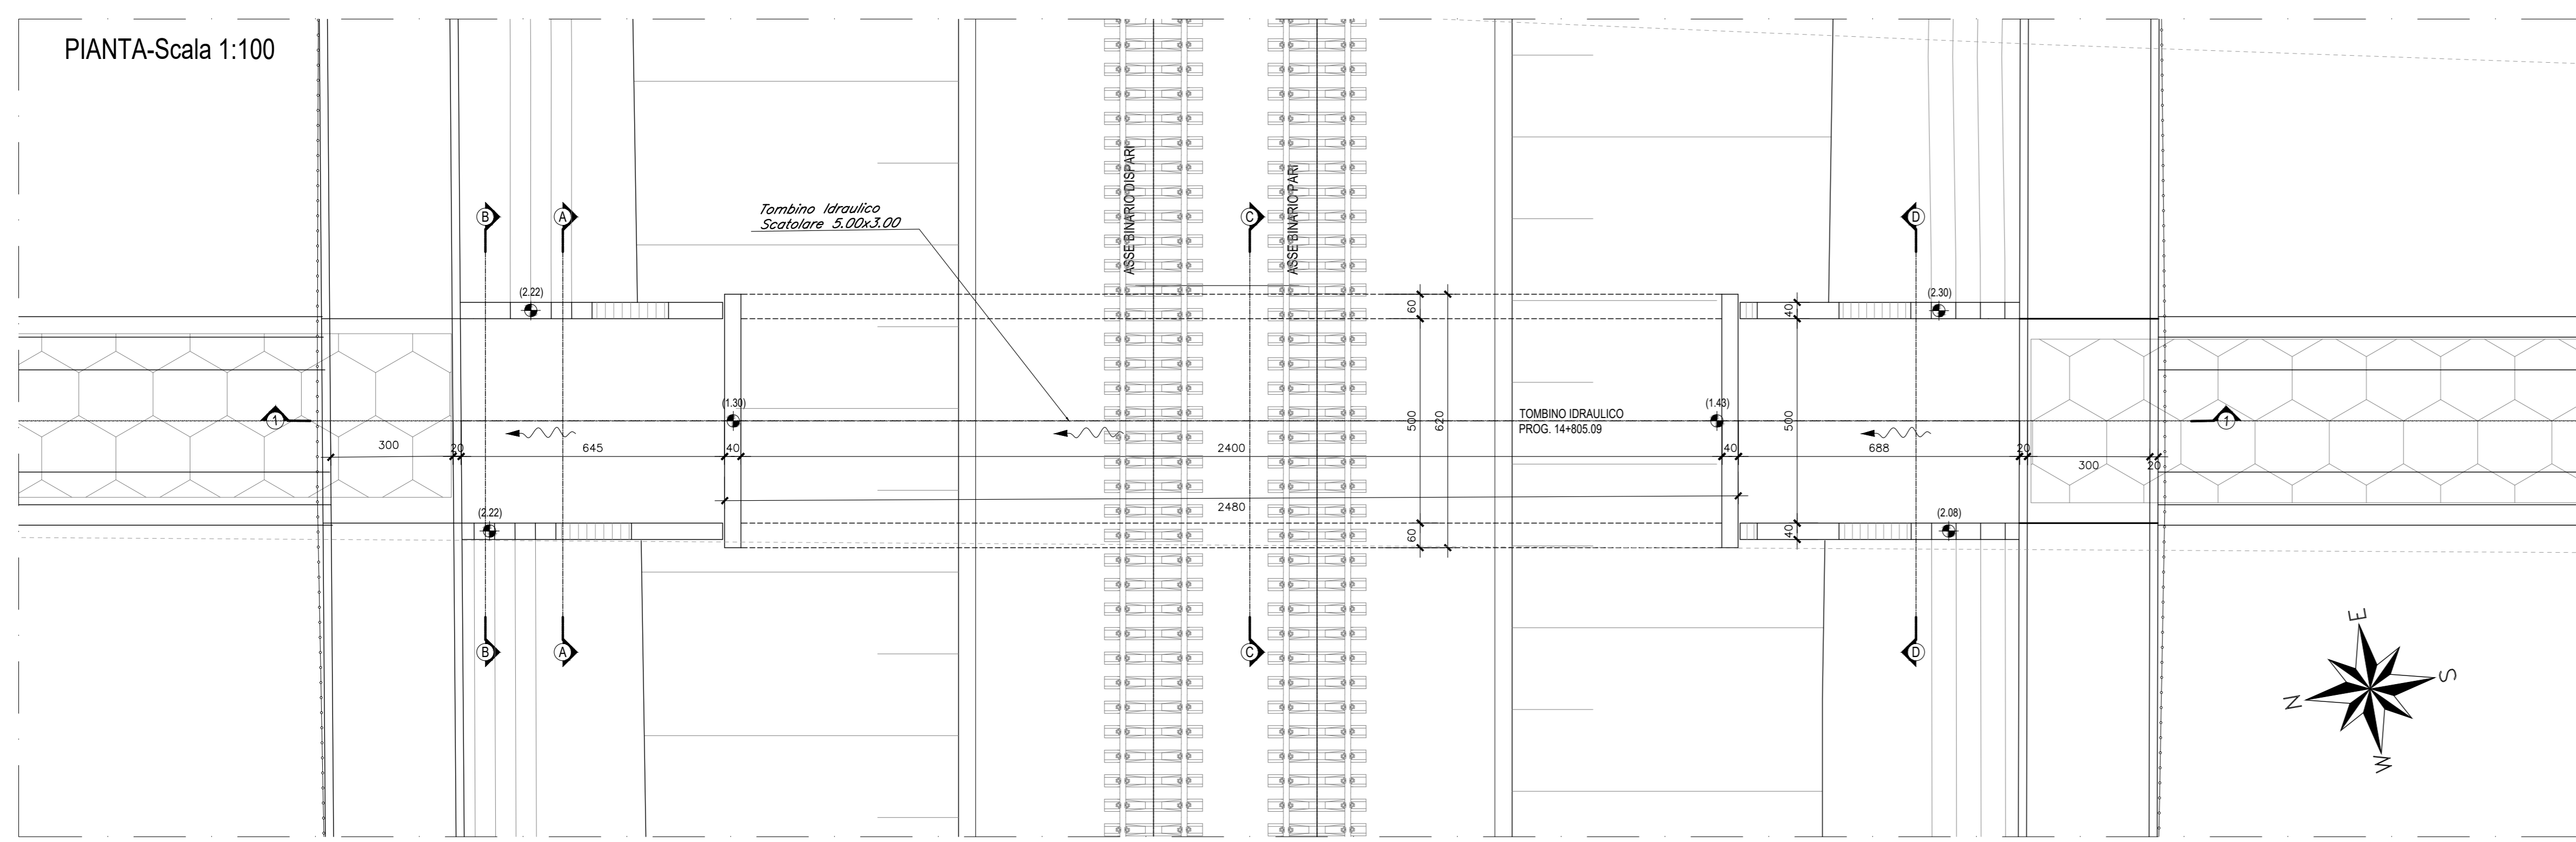 PIANTA-Scala 1:100
ASSE BINARIO DISPARI
ASSE BINARIO PARI
Tombino Idraulico
Scatolare 5.00x3.00
B
A
C
D
(2.22)
(2.30)
60
40
(1.30)
(1.43)
1
1
TOMBINO IDRAULICO
PROG. 14+805.09
500
620
500
300
20
645
40
2400
40
688
20
300
20
2480
(2.22)
(2.08)
60
40
B
A
C
D
N
E
S
W